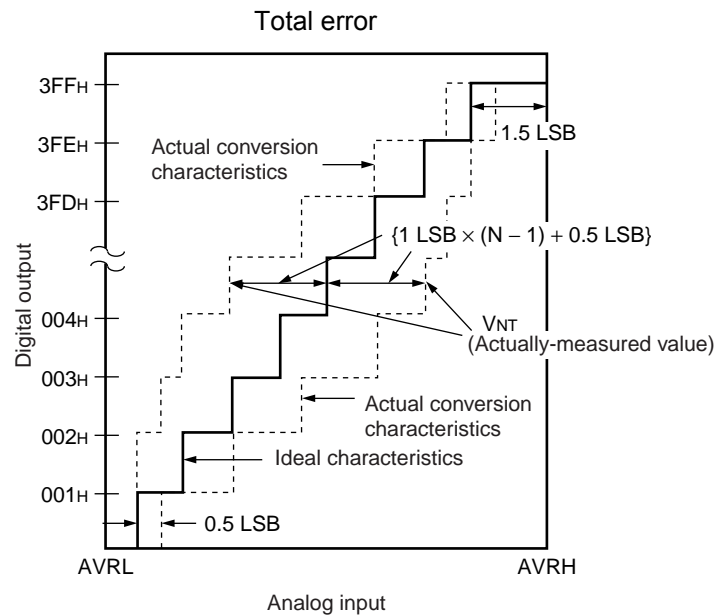 Total error
3FFH
3FEH
3FDH
004H
003H
002H
001H
Digital output
Actual conversion
characteristics
1.5 LSB
{1 LSB × (N − 1) + 0.5 LSB}
VNT
(Actually-measured value)
Actual conversion
characteristics
Ideal characteristics
0.5 LSB
AVRL
AVRH
Analog input